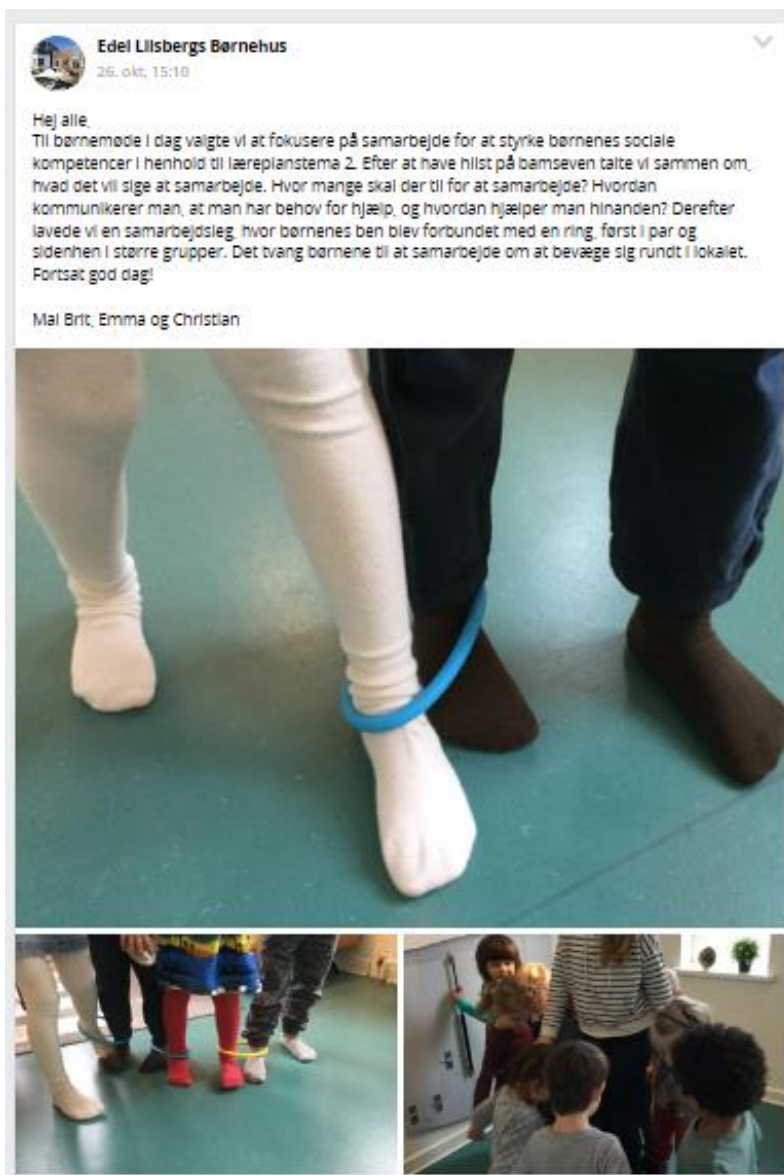 Edel Lilsbergs Børnehus
26. okt, 15:10
Hej alle,
Til børnemøde i dag valgte vi at fokusere på samarbejde for at styrke børnenes sociale
kompetencer i henhold til læreplanstema 2. Efter at have hilst på bamseven talte vi sammen om,
hvad det vil sige at samarbejde. Hvor mange skal der til for at samarbejde? Hvordan
kommunikerer man, at man har behov for hjælp, og hvordan hjælper man hinanden? Derefter
lavede vi en samarbejdsleg, hvor børnenes ben blev forbundet med en ring, først i par og
sidenhen i større grupper. Det tvang børnene til at samarbejde om at bevæge sig rundt i lokalet.
Fortsat god dag!
Mai Brit, Emma og Christian